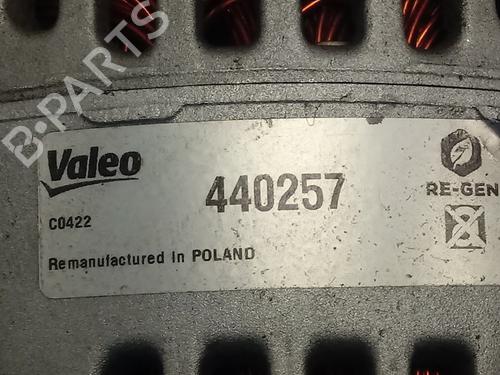 B-PARTS
Valeo
440257
RE-GEN
C0422
Remanufactured In POLAND